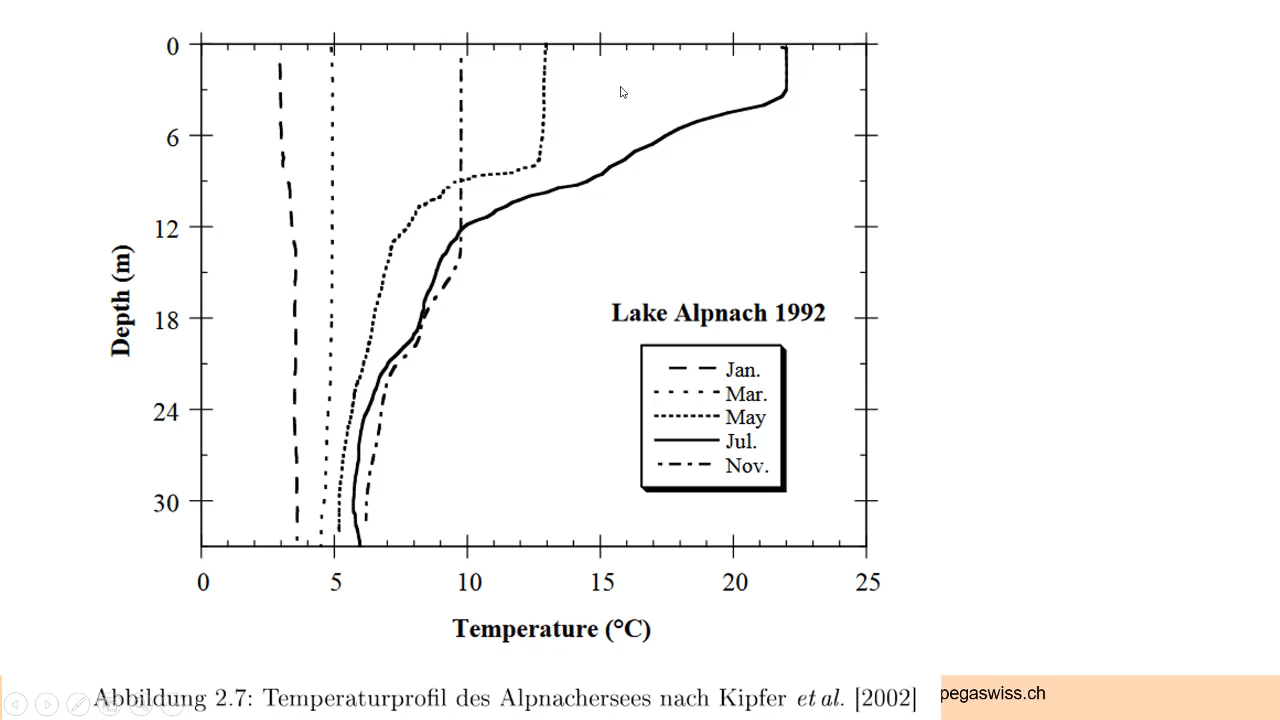 0
6
12
18
24
30
Depth (m)
Lake Alpnach 1992
Jan.
Mar.
May
Jul.
Nov.
0 5 10 15 20 25
Temperature (°C)
Abbildung 2.7: Temperaturprofil des Alpnachersees nach Kipfer et al. [2002]
pegaswiss.ch